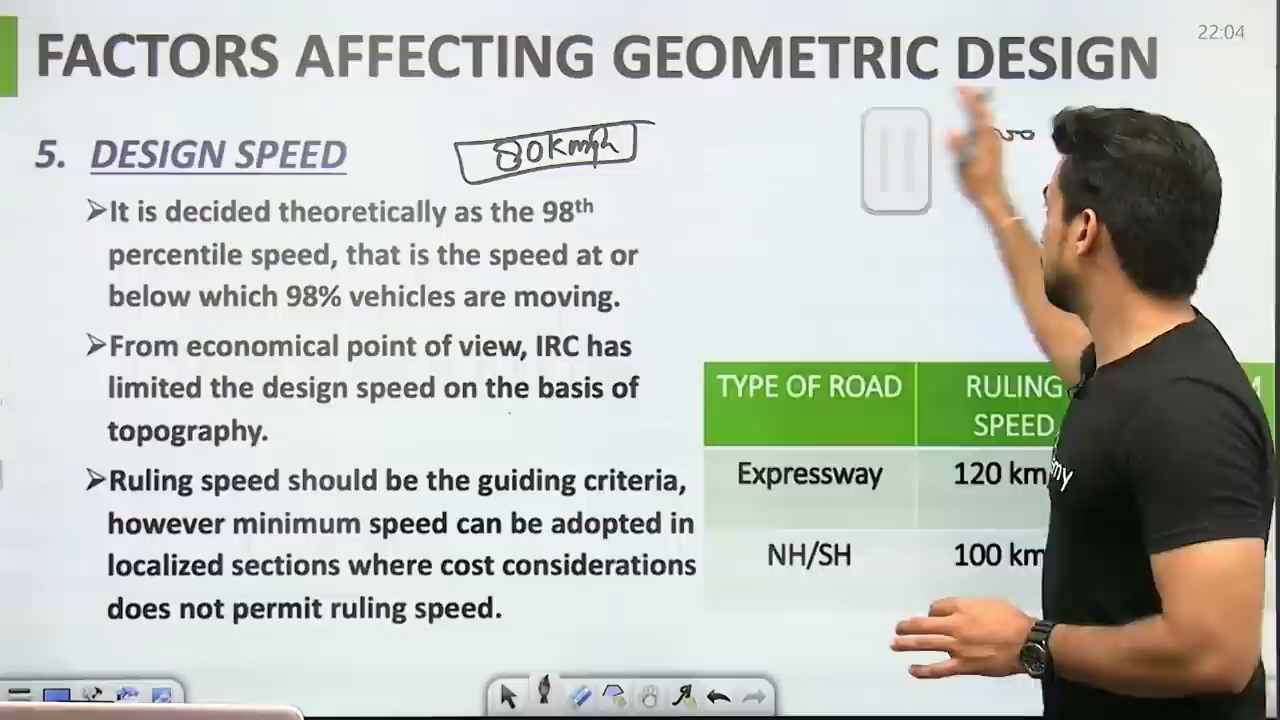 22:04
FACTORS AFFECTING GEOMETRIC DESIGN
5. DESIGN SPEED
80kmph
➢It is decided theoretically as the 98th
percentile speed, that is the speed at or
below which 98% vehicles are moving.
➢From economical point of view, IRC has
limited the design speed on the basis of
topography.
➢Ruling speed should be the guiding criteria,
however minimum speed can be adopted in
localized sections where cost considerations
does not permit ruling speed.
TYPE OF ROAD RULING
SPEED
Expressway 120 km
NH/SH 100 km
my